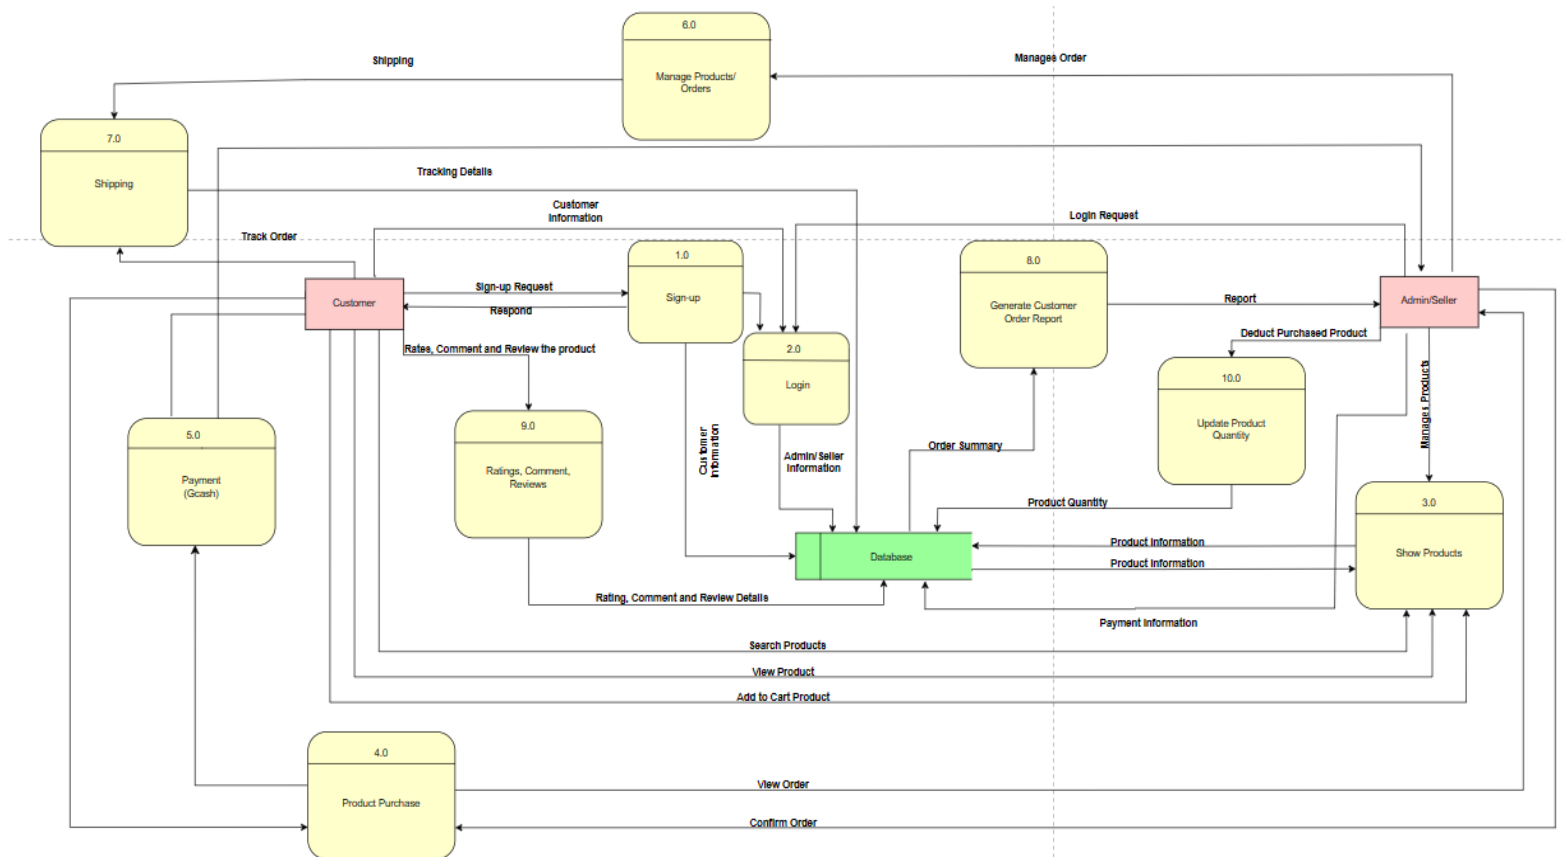 6.0
Manage Products/
Orders
Shipping
Manages Order
7.0
Shipping
Tracking Details
Customer
Information
Login Request
Track Order
1.0
Sign-up
8.0
Generate Customer
Order Report
Customer
Sign-up Request
Respond
Report
Admin/Seller
Rates, Comment and Review the product
2.0
Login
Deduct Purchased Product
10.0
Update Product
Quantity
Manages Products
5.0
Payment
(Gcash)
9.0
Ratings, Comment,
Reviews
Customer
Information
Admin/Seller
Information
Order Summary
Product Quantity
3.0
Show Products
Database
Product Information
Product Information
Rating, Comment and Review Details
Payment Information
Search Products
View Product
Add to Cart Product
4.0
Product Purchase
View Order
Confirm Order